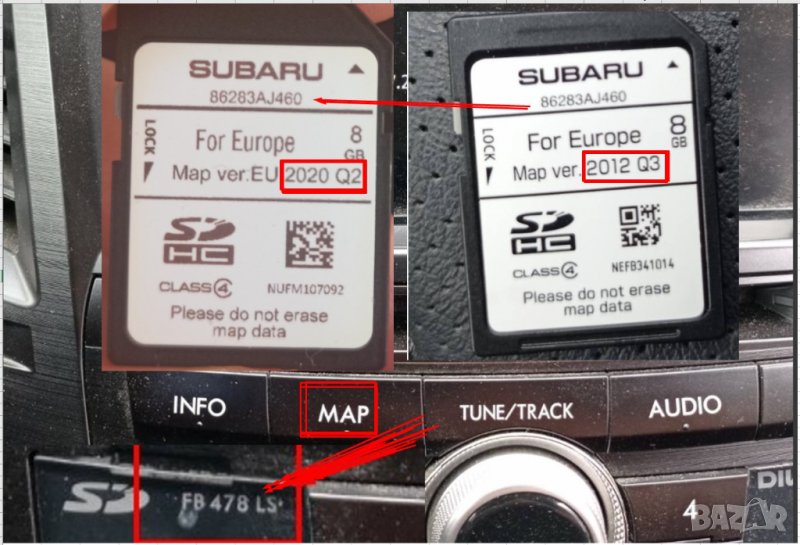 SUBARU
86283AJ460
LOCK
For Europe
8
GB
Map ver.EU 2020 Q2
SD
HC
CLASS 4
NUFM107092
Please do not erase
map data
SUBARU
86283AJ460
LOCK
For Europe
8
GB
Map ver. 2012 Q3
SD
HC
CLASS 4
NEFB341014
Please do not erase
map data
INFO
MAP
TUNE/TRACK
AUDIO
SD
FB 478 LS
4
BAZAR